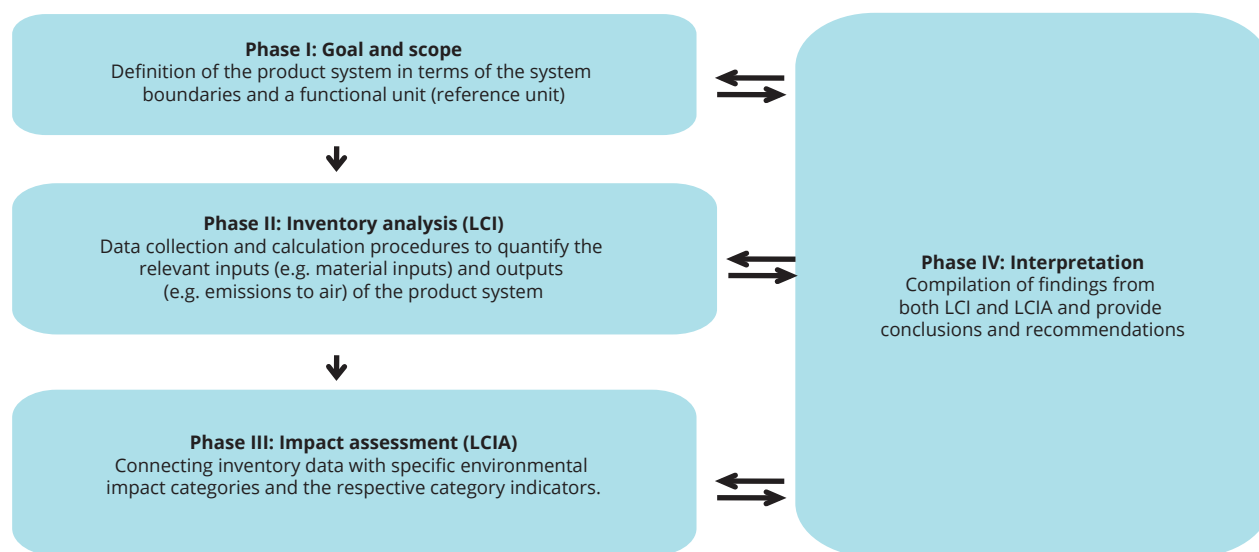 Phase I: Goal and scope
Definition of the product system in terms of the system
boundaries and a functional unit (reference unit)
Phase II: Inventory analysis (LCI)
Data collection and calculation procedures to quantify the
relevant inputs (e.g. material inputs) and outputs
(e.g. emissions to air) of the product system
Phase III: Impact assessment (LCIA)
Connecting inventory data with specific environmental
impact categories and the respective category indicators.
Phase IV: Interpretation
Compilation of findings from
both LCI and LCIA and provide
conclusions and recommendations